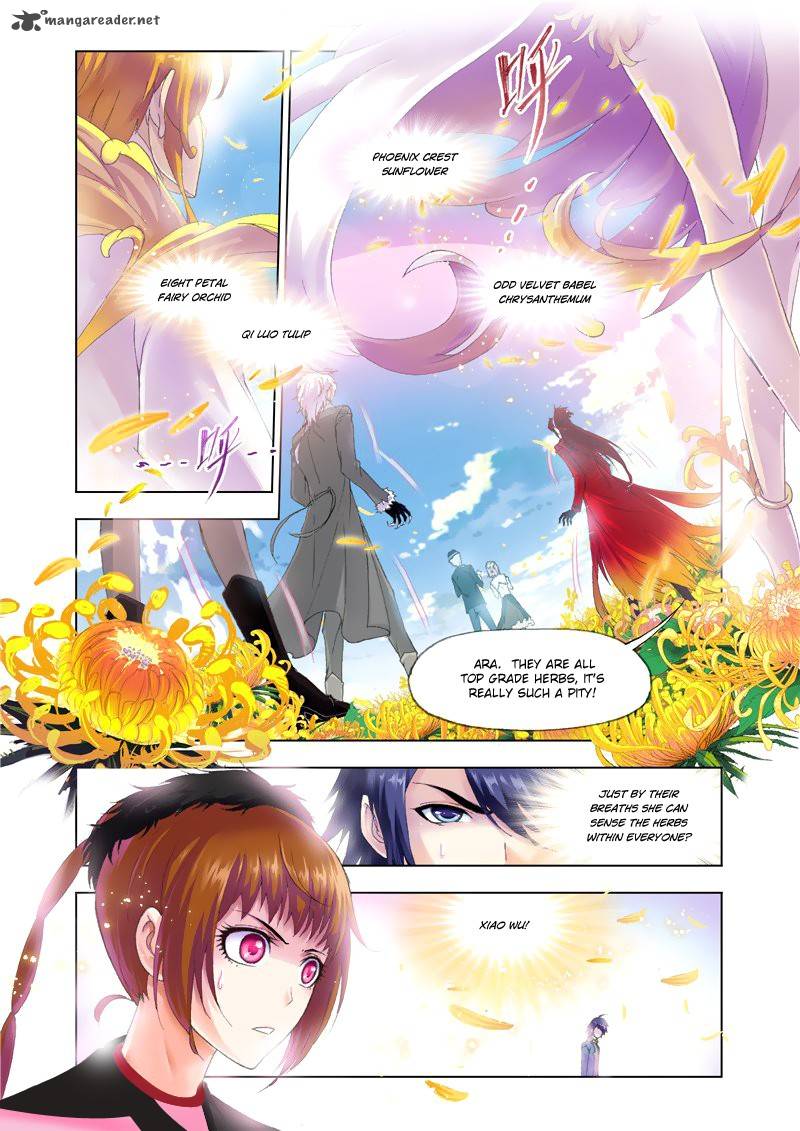 mangareader.net
呼
PHOENIX CREST
SUNFLOWER
EIGHT PETAL
FAIRY ORCHID
ODD VELVET BABEL
CHRYSANTHEMUM
QI LUO TULIP
呼
ARA. THEY ARE ALL
TOP GRADE HERBS, IT'S
REALLY SUCH A PITY!
JUST BY THEIR
BREATHS SHE CAN
SENSE THE HERBS
WITHIN EVERYONE?
XIAO WU!